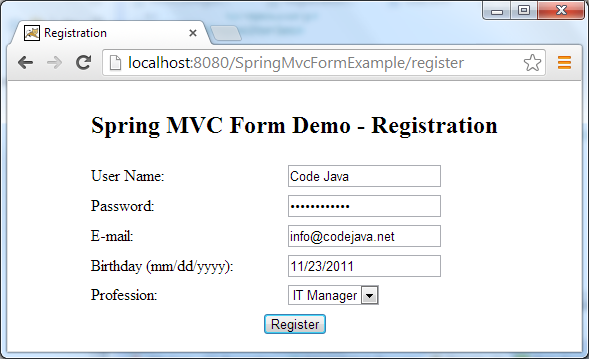 Registration
localhost:8080/SpringMvcFormExample/register
Spring MVC Form Demo - Registration
User Name: Code Java
Password: ••••••••••••
E-mail: info@codejava.net
Birthday (mm/dd/yyyy): 11/23/2011
Profession: IT Manager
Register